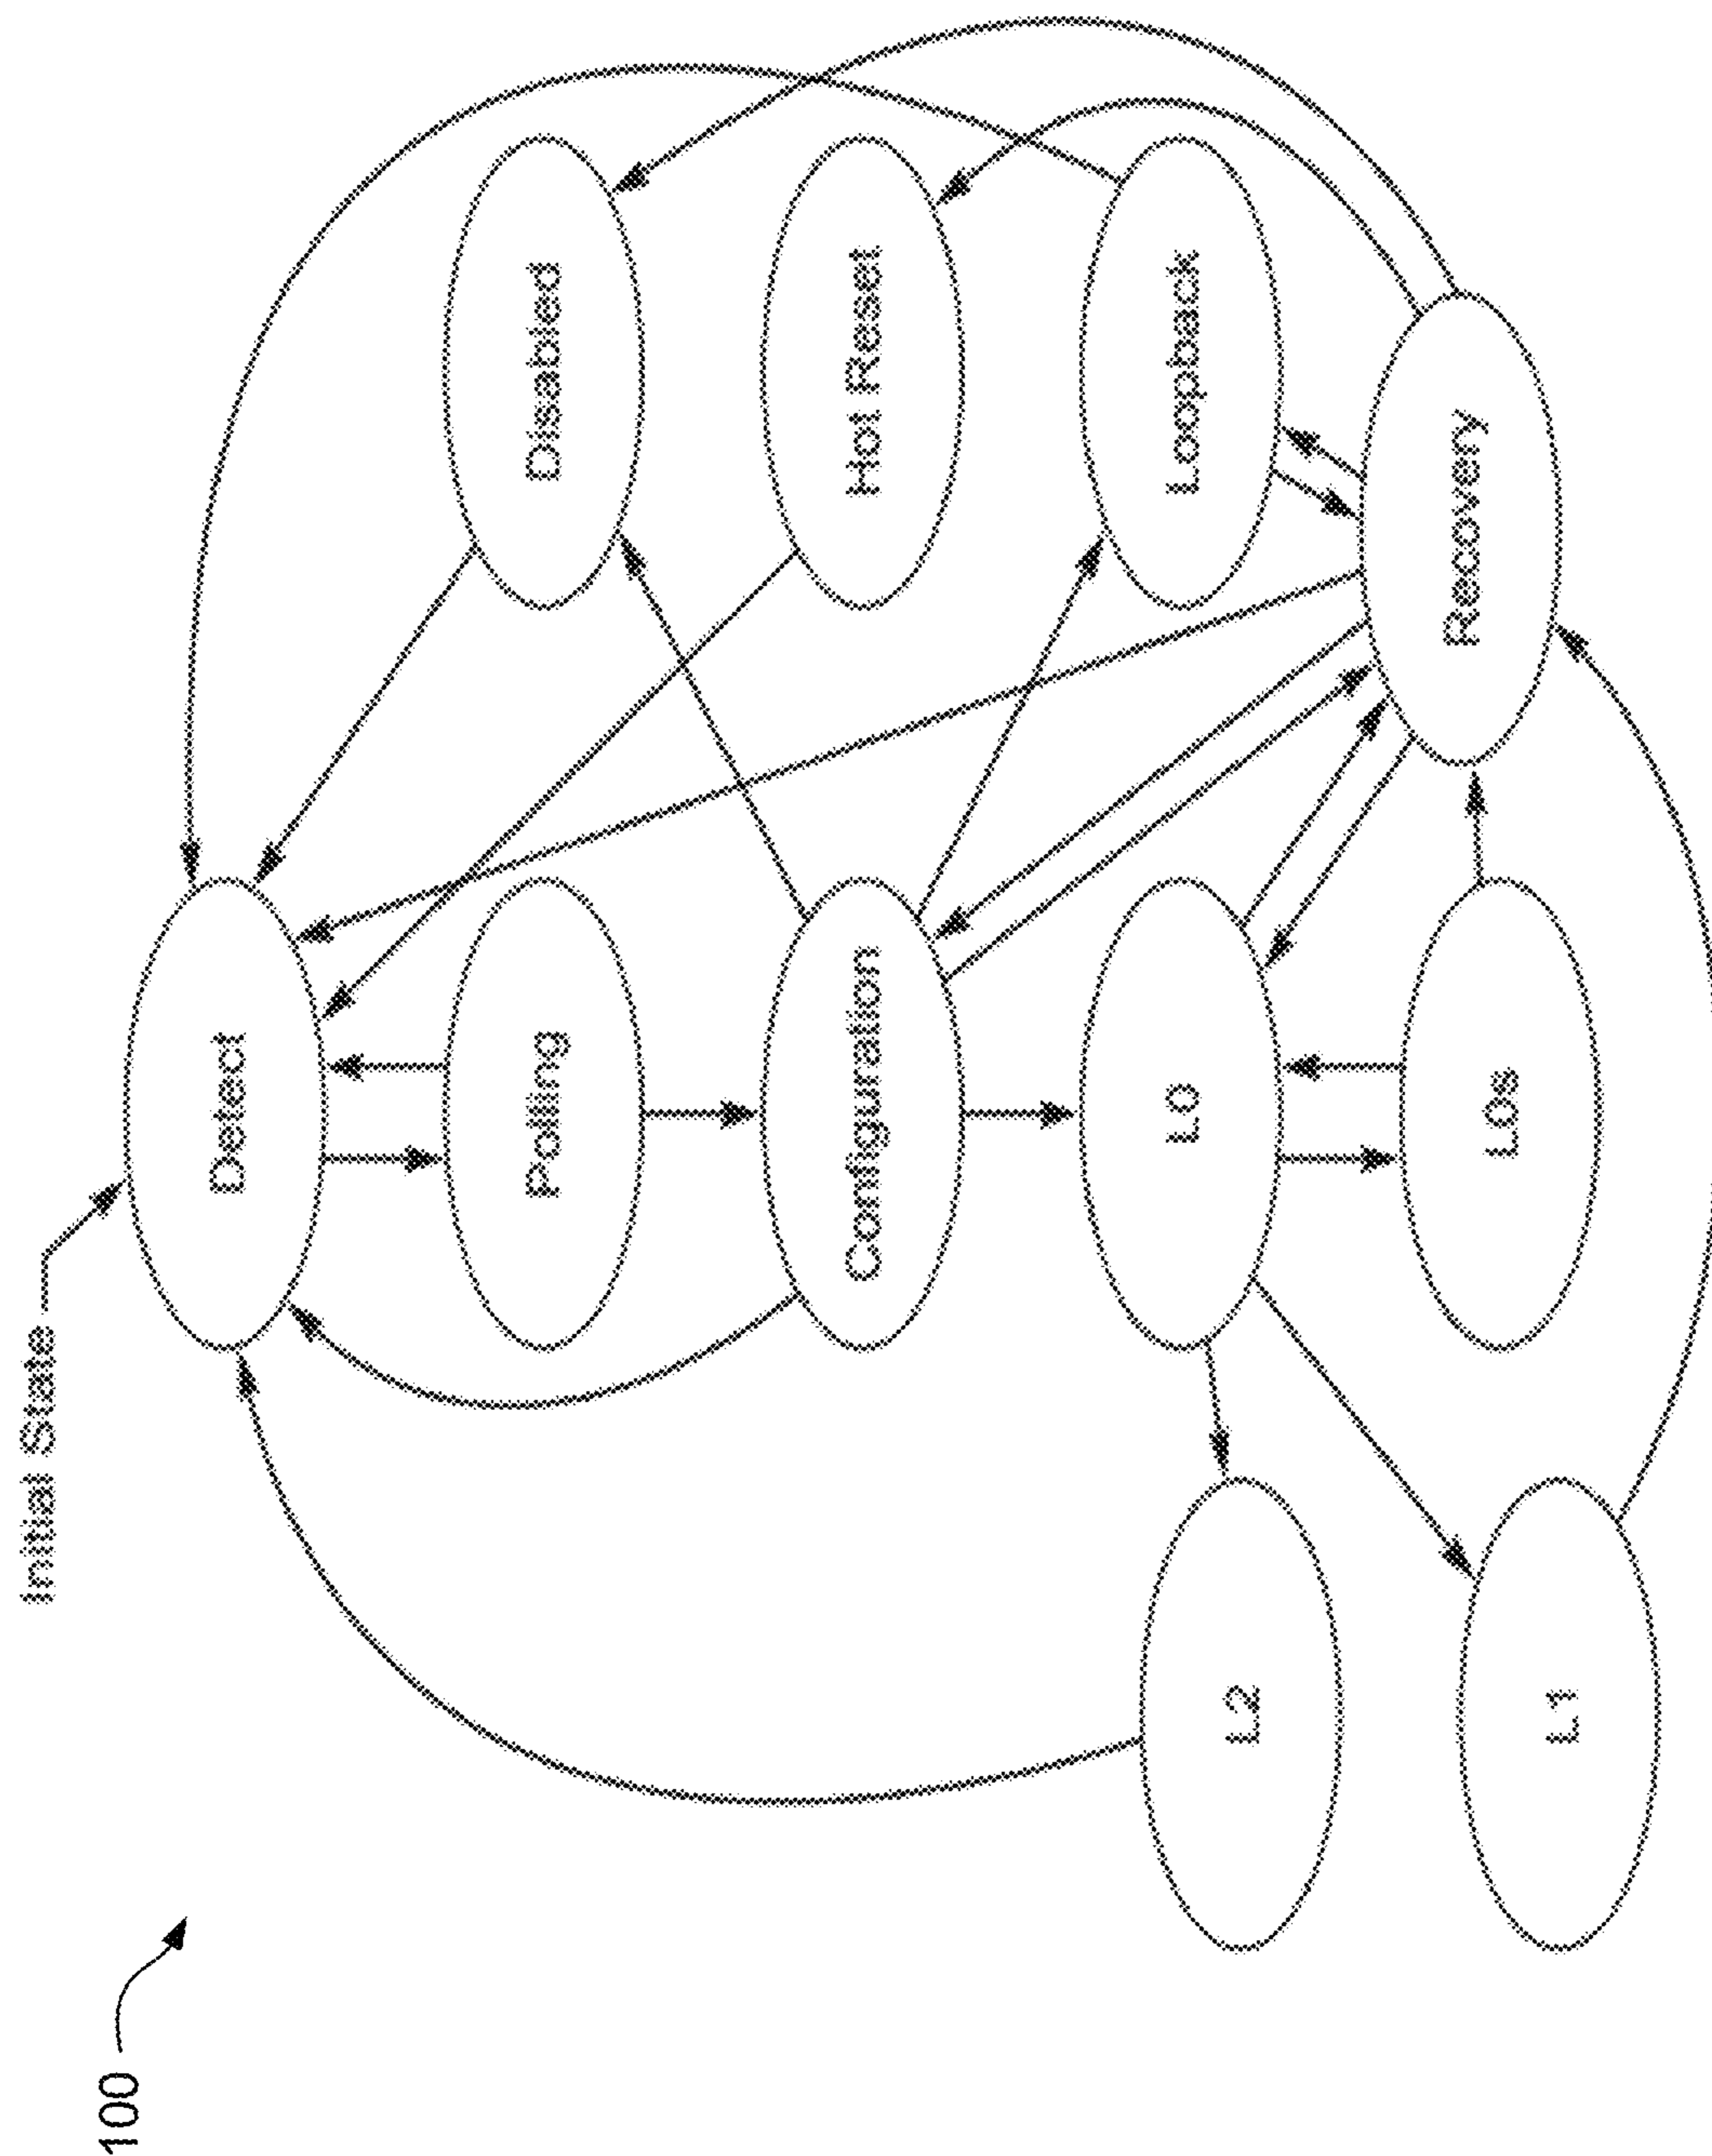 100
Initial State
Detect
Polling
Configuration
L0
L0s
L2
L1
Disabled
Hot Reset
Loopback
Recovery